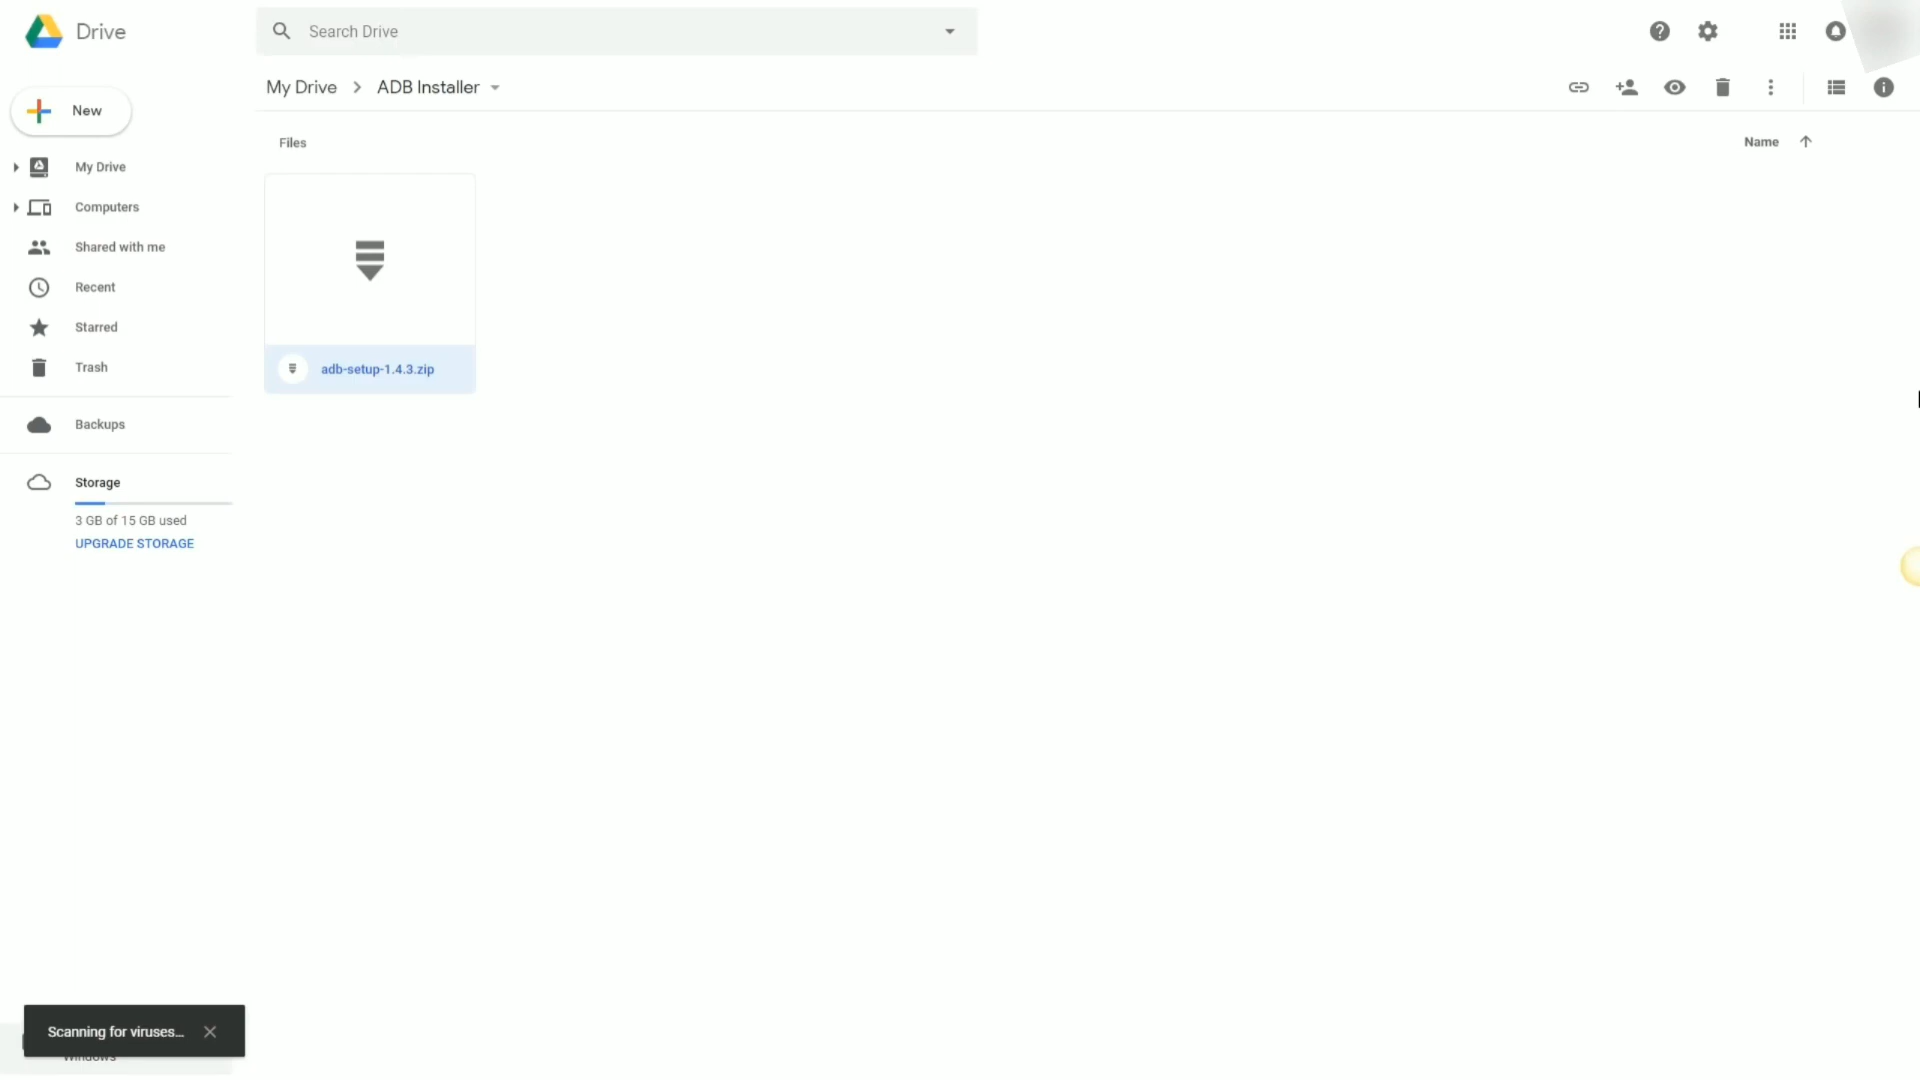 Drive
Search Drive
My Drive
ADB Installer
New
Files
Name
My Drive
Computers
Shared with me
Recent
Starred
Trash
adb-setup-1.4.3.zip
Backups
Storage
3 GB of 15 GB used
UPGRADE STORAGE
Scanning for viruses...
Windows